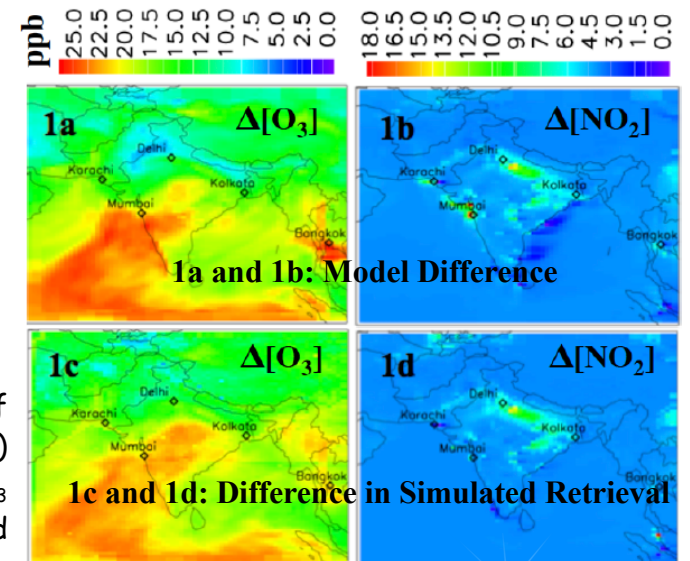 ppb
25.0 22.5 20.0 17.5 15.0 12.5 10.0 7.5 5.0 2.5 0.0
18.0 16.5 15.0 13.5 12.0 10.5 9.0 7.5 6.0 4.5 3.0 1.5 0.0
1a Δ[O₃]
Delhi
Karachi
Kolkata
Mumbai
Bangkok
1b Δ[NO₂]
Delhi
Karachi
Kolkata
Mumbai
Bangkok
1a and 1b: Model Difference
1c Δ[O₃]
Delhi
Karachi
Kolkata
Mumbai
Bangkok
1d Δ[NO₂]
Delhi
Karachi
Kolkata
Mumbai
Bangkok
1c and 1d: Difference in Simulated Retrieval
f
)
₃
d